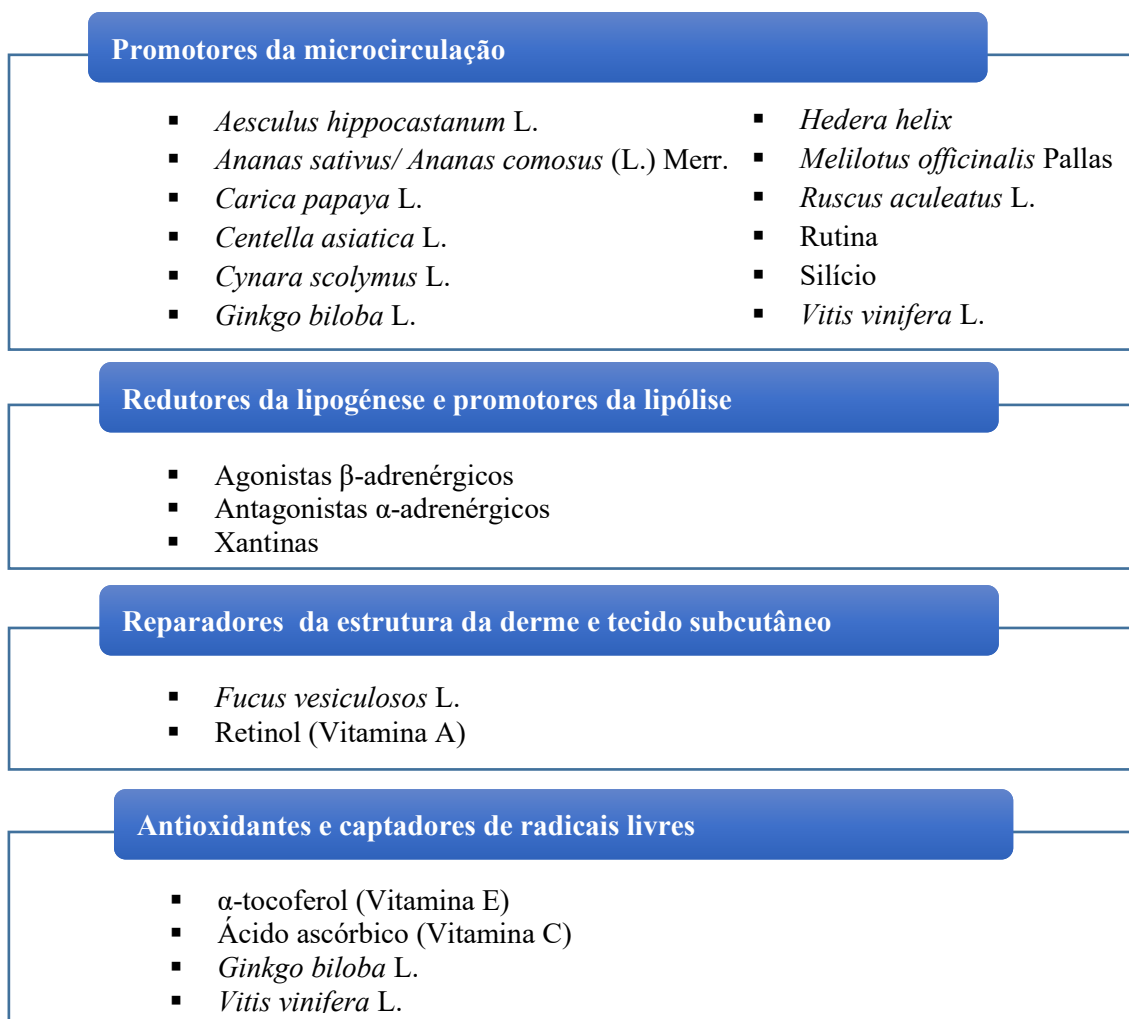 Promotores da microcirculação
▪ Aesculus hippocastanum L.
▪ Ananas sativus/ Ananas comosus (L.) Merr.
▪ Carica papaya L.
▪ Centella asiatica L.
▪ Cynara scolymus L.
▪ Ginkgo biloba L.
▪ Hedera helix
▪ Melilotus officinalis Pallas
▪ Ruscus aculeatus L.
▪ Rutina
▪ Silício
▪ Vitis vinifera L.
Redutores da lipogénese e promotores da lipólise
▪ Agonistas β-adrenérgicos
▪ Antagonistas α-adrenérgicos
▪ Xantinas
Reparadores da estrutura da derme e tecido subcutâneo
▪ Fucus vesiculosos L.
▪ Retinol (Vitamina A)
Antioxidantes e captadores de radicais livres
▪ α-tocoferol (Vitamina E)
▪ Ácido ascórbico (Vitamina C)
▪ Ginkgo biloba L.
▪ Vitis vinifera L.